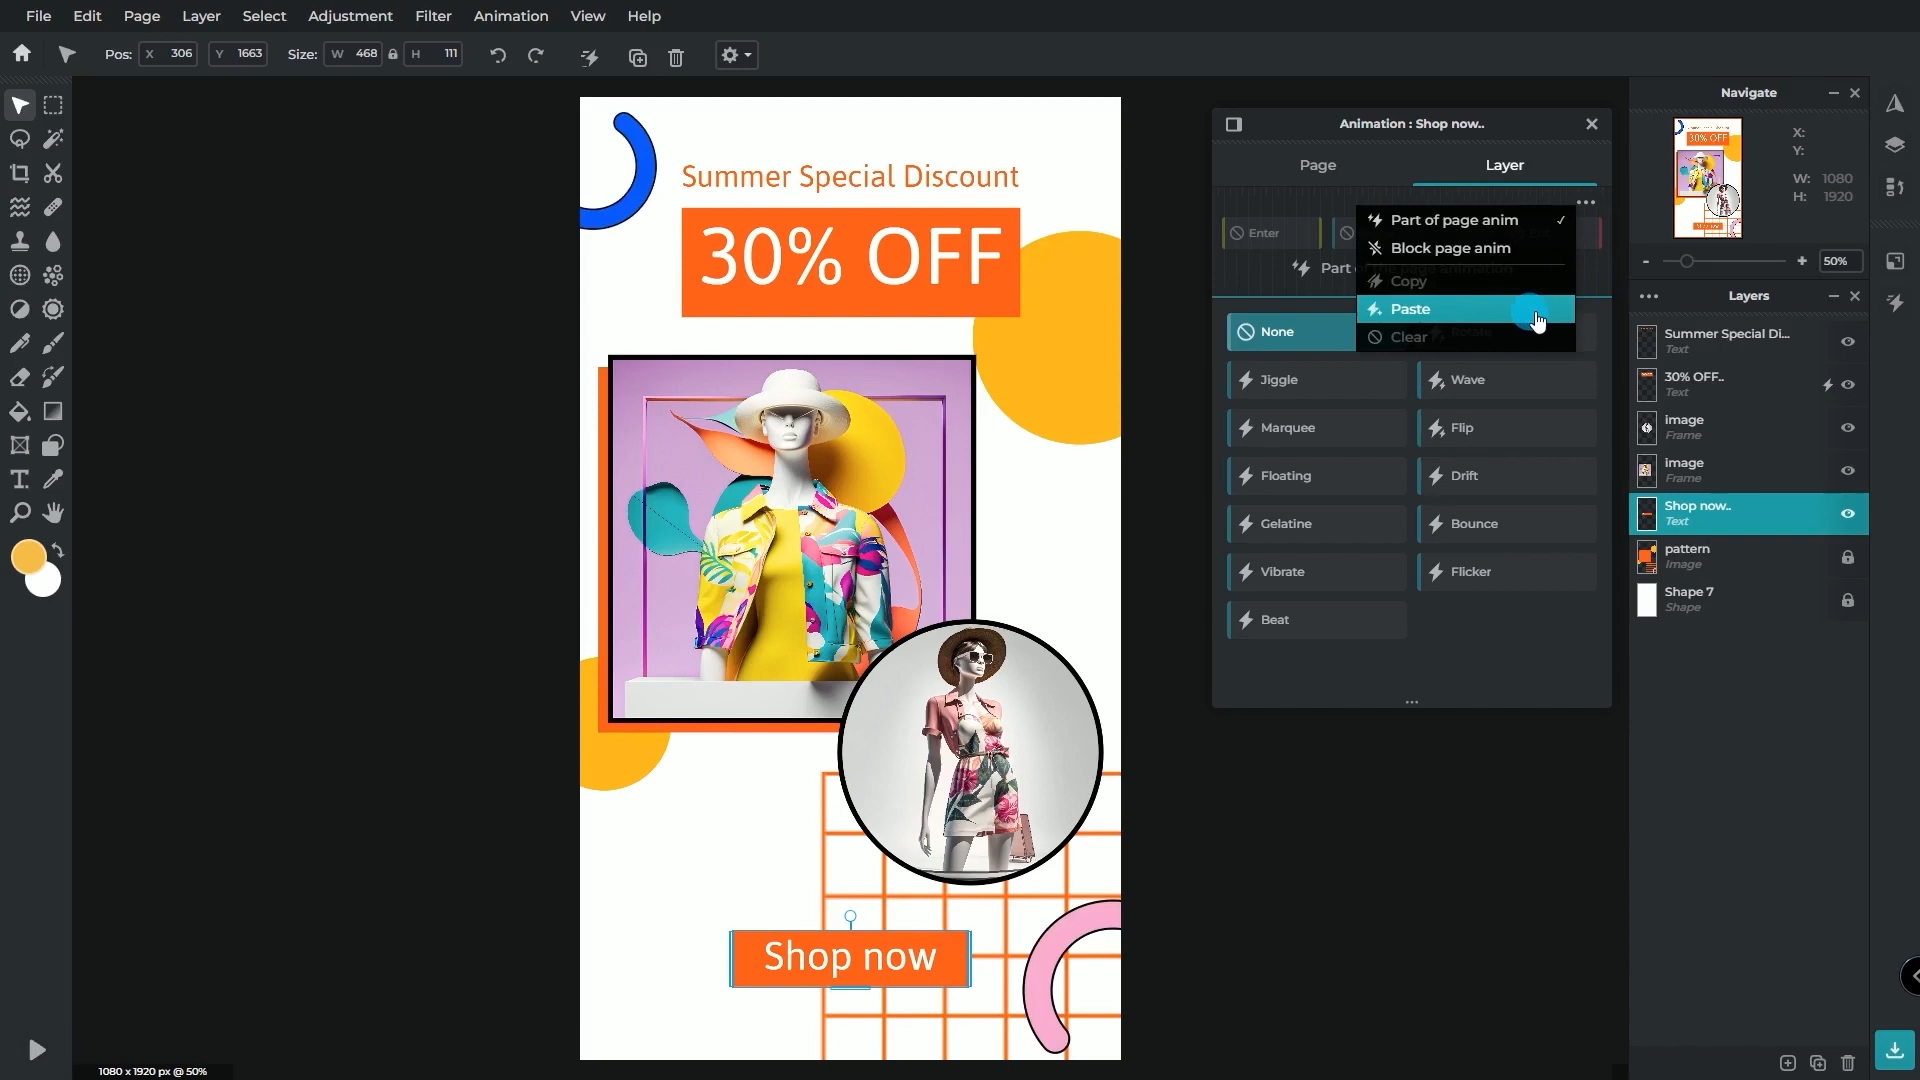 File Edit Page Layer Select Adjustment Filter Animation View Help
Pos: X 306 Y 1663 Size: W 468 H 111
Summer Special Discount
30% OFF
Shop now
Animation : Shop now..
Page Layer
Enter
Part of page anim
Block page anim
Copy
Paste
Clear
None
Jiggle Wave
Marquee Flip
Floating Drift
Gelatine Bounce
Vibrate Flicker
Beat
Navigate
X:
Y:
W: 1080
H: 1920
30% OFF
50%
Layers
Summer Special Di...
Text
30% OFF..
Text
image
Frame
image
Frame
Shop now..
Text
pattern
Image
Shape 7
Shape
1080 x 1920 px @ 50%